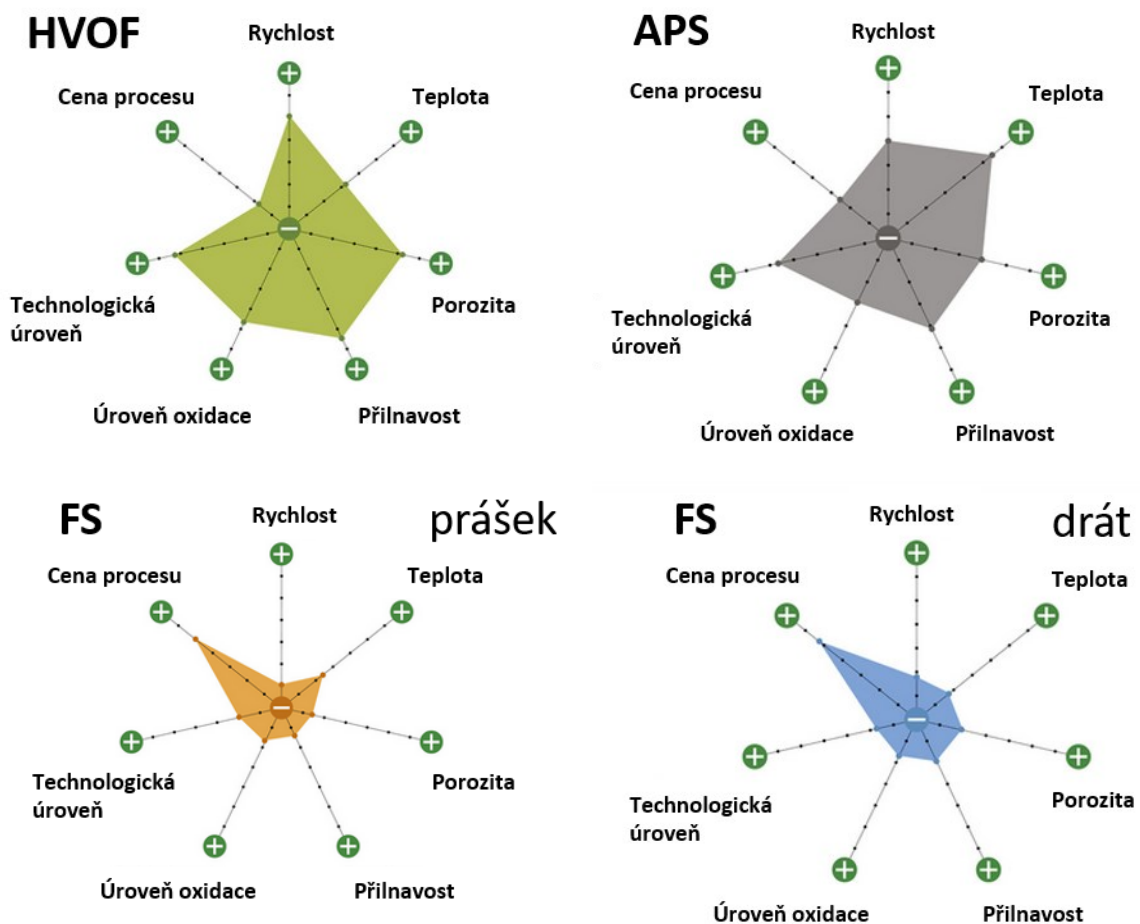 HVOF
Rychlost
Cena procesu
Teplota
Technologická
úroveň
Porozita
Úroveň oxidace
Přilnavost
APS
Rychlost
Cena procesu
Teplota
Technologická
úroveň
Porozita
Úroveň oxidace
Přilnavost
FS
prášek
Rychlost
Cena procesu
Teplota
Technologická
úroveň
Porozita
Úroveň oxidace
Přilnavost
FS
drát
Rychlost
Cena procesu
Teplota
Technologická
úroveň
Porozita
Úroveň oxidace
Přilnavost